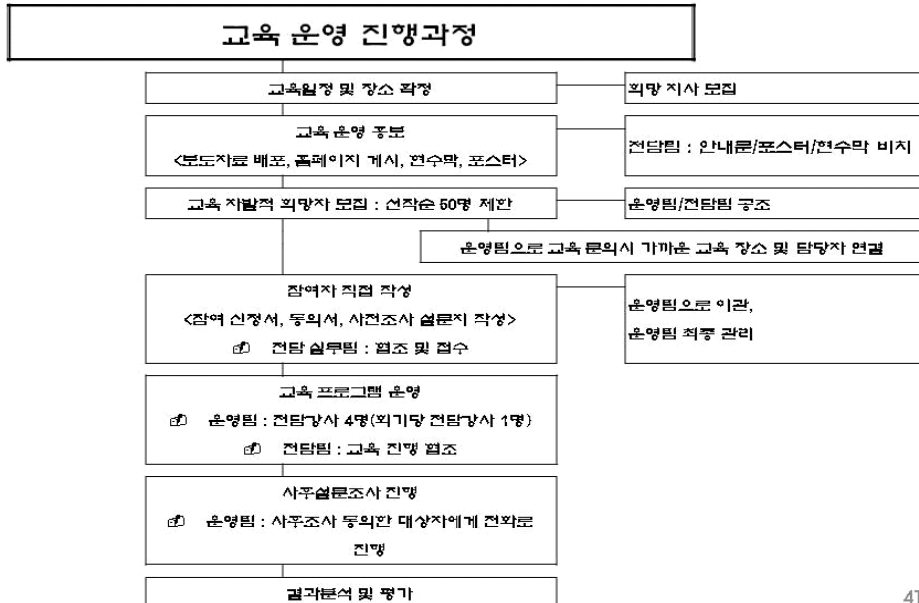 교육 운영 진행과정
교육일정 및 장소 확정
희망 지사 모집
교육 운영 홍보
<보도자료 배포, 홈페이지 게시, 현수막, 포스터>
전담팀 : 안내문/포스터/현수막 비치
교육 자발적 희망자 모집 : 선착순 50명 제한
운영팀/전담팀 공조
운영팀으로 교육 문의시 가까운 교육 장소 및 담당자 연결
참여자 직접 작성
<참여 신청서, 동의서, 사전조사 설문지 작성>
전담 실무팀 : 협조 및 접수
운영팀으로 이관,
운영팀 최종 관리
교육 프로그램 운영
운영팀 : 전담강사 4명(회기당 전담강사 1명)
전담팀 : 교육 진행 협조
사후설문조사 진행
운영팀 : 사후조사 동의한 대상자에게 전화로
진행
결과분석 및 평가
41